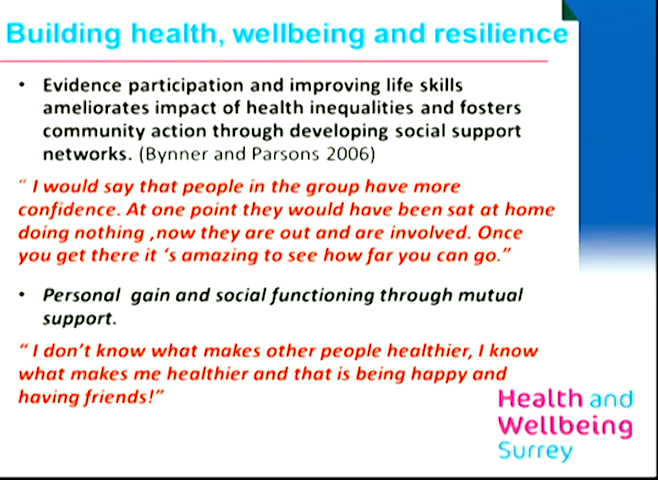 Building health, wellbeing and resilience
• Evidence participation and improving life skills
ameliorates impact of health inequalities and fosters
community action through developing social support
networks. (Bynner and Parsons 2006)
“ I would say that people in the group have more
confidence. At one point they would have been sat at home
doing nothing ,now they are out and are involved. Once
you get there it ‘s amazing to see how far you can go.”
• Personal gain and social functioning through mutual
support.
“ I don’t know what makes other people healthier, I know
what makes me healthier and that is being happy and
having friends!”
Health and
Wellbeing
Surrey